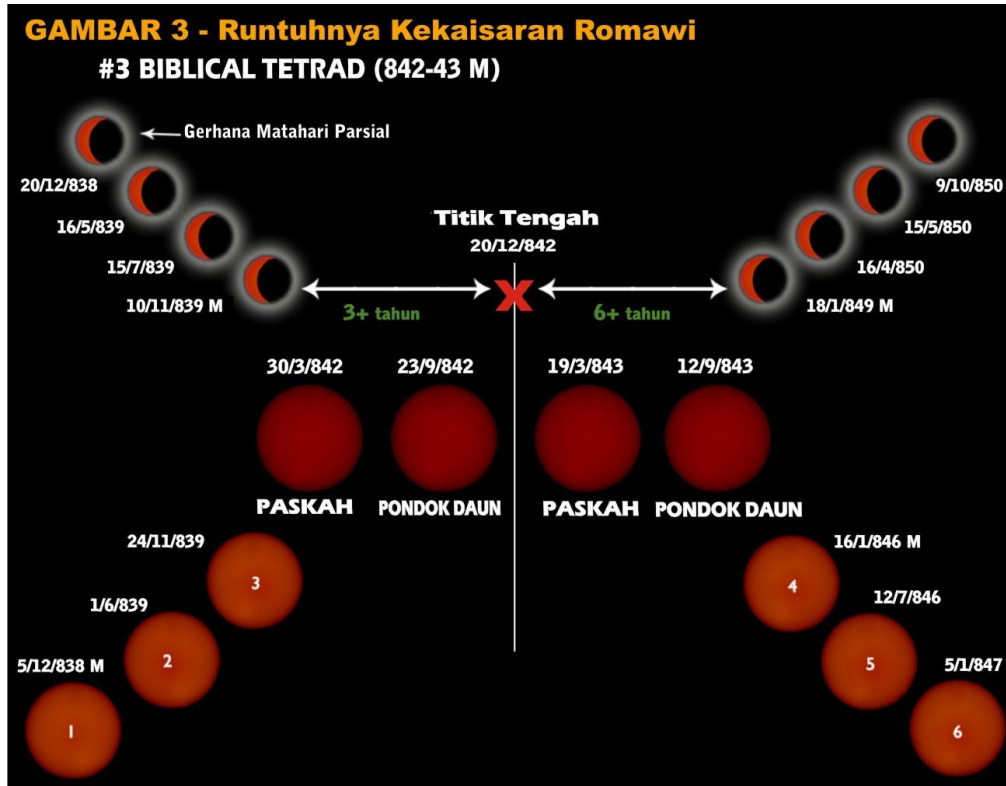 GAMBAR 3 - Runtuhnya Kekaisaran Romawi
#3 BIBLICAL TETRAD (842-43 M)
Gerhana Matahari Parsial
20/12/838
16/5/839
15/7/839
10/11/839 M
Titik Tengah
20/12/842
X
3+ tahun
6+ tahun
9/10/850
15/5/850
16/4/850
18/1/849 M
30/3/842
23/9/842
19/3/843
12/9/843
PASKAH
PONDOK DAUN
PASKAH
PONDOK DAUN
24/11/839
3
1/6/839
2
5/12/838 M
1
16/1/846 M
4
12/7/846
5
5/1/847
6